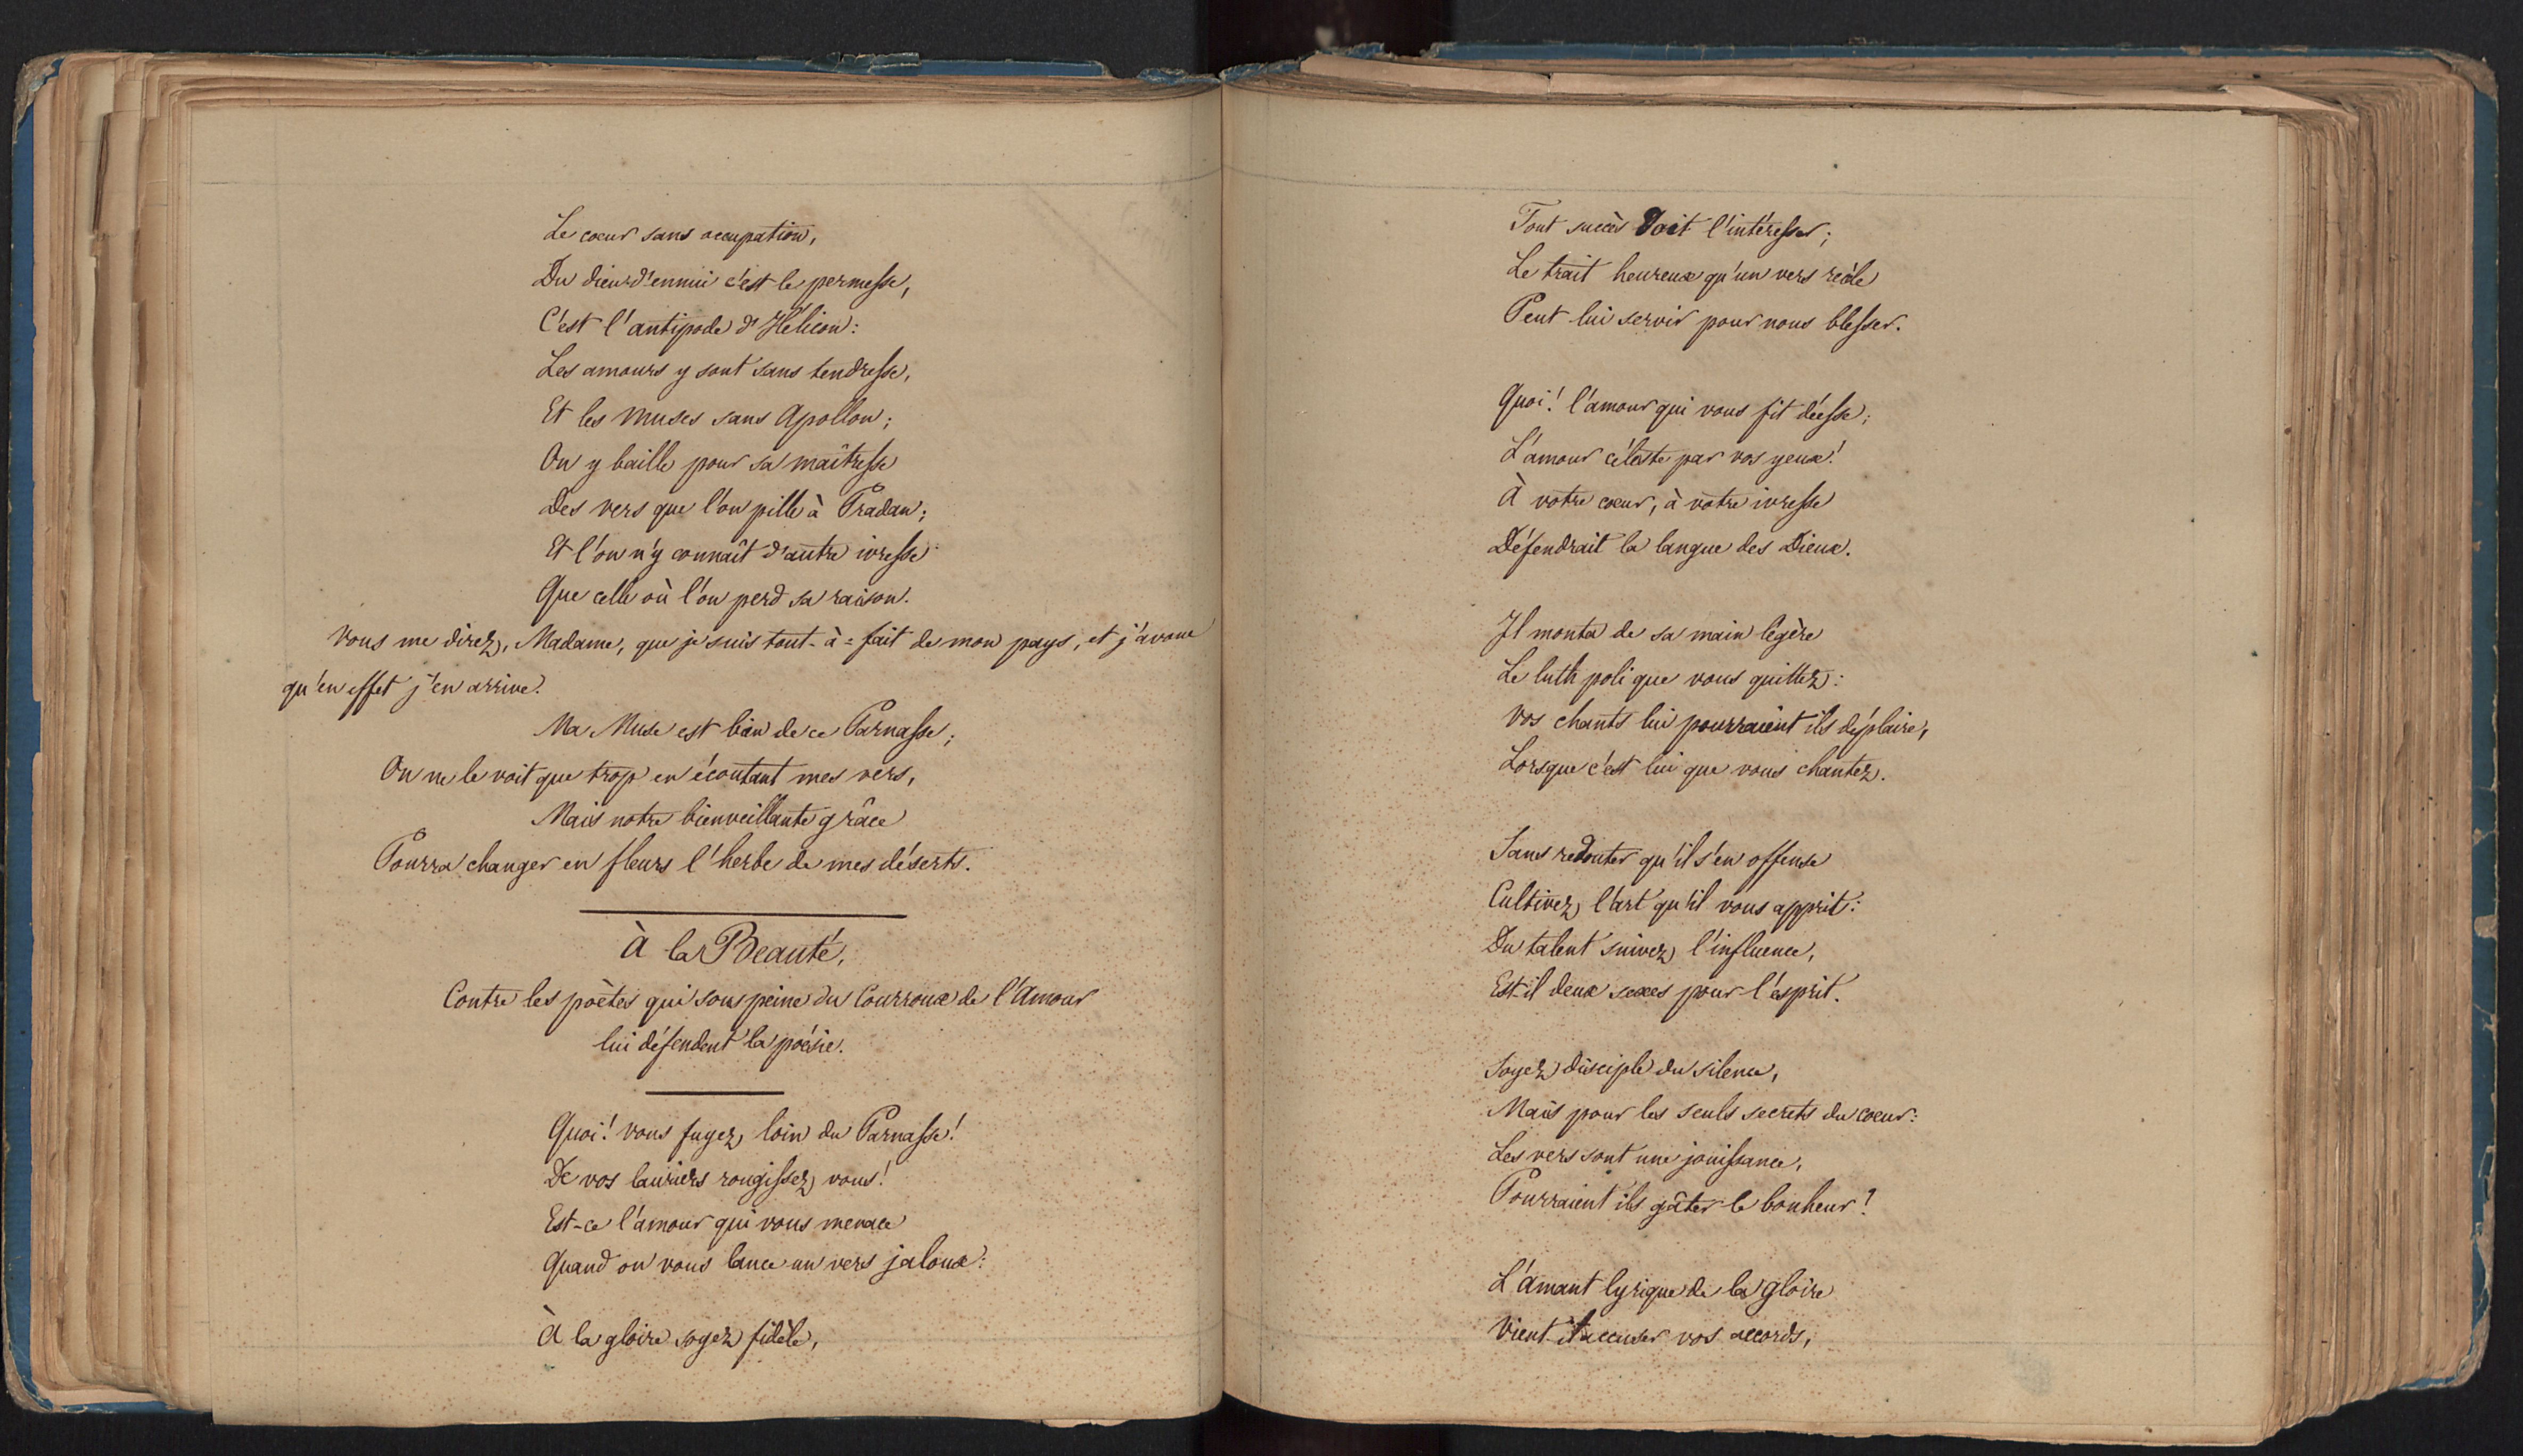 Le cœur sans occupation,
Du dieu d'ennui c'est le permesse,
C'est l'antipode d'Hélicon:
Les amours y sont sans tendresse,
Et les Muses sans Apollon;
On y baille pour sa maîtresse
Des vers que l'on pille à Pradon;
Et l'on n'y connaît d'autre ivresse
Que celle où l'on perd sa raison.
Vous me direz, Madame, que je suis tout-à-fait de mon pays, et j'avoue
qu'en effet j'en arrive.
Ma Muse est bien de ce Parnasse;
On ne le voit que trop en écoutant mes vers,
Mais notre bienveillante grâce
Pourra changer en fleurs l'herbe de mes déserts.
à la Beauté,
Contre les poètes qui sous peine du Courroux de l'Amour
lui défendent la poésie.
Quoi! vous fuyez loin du Parnasse!
De vos lauriers rougissez vous!
Est-ce l'amour qui vous menace
Quand on vous lance un vers jaloux:
À la gloire soyez fidèle,
Tout succès doit l'intéresser;
Le trait heureux qu'un vers recèle
Peut lui servir pour nous blesser.
Quoi! l'amour qui vous fit déesse;
L'amour céleste par vos yeux!
À votre cœur, à votre ivresse
Défendrait la langue des Dieux.
Il monta de sa main légère
Le luth poli que vous quittez:
Vos chants lui pourraient ils déplaire,
Lorsque c'est lui que vous chantez.
Sans redouter qu'il s'en offense
Cultivez l'art qu'il vous apprit:
Du talent suivez l'influence,
Est-il deux sexes pour l'esprit.
Soyez disciple du silence,
Mais pour les seuls secrets du cœur:
Les vers sont une jouissance,
Pourraient ils gâter le bonheur?
L'amant lyrique de la gloire
Vient il accuser vos accords,